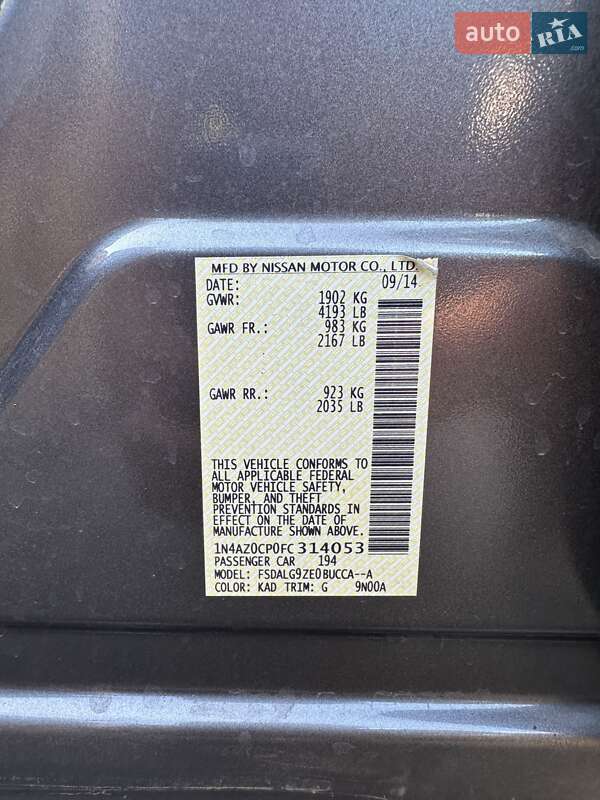 auto RIA.com
MFD BY NISSAN MOTOR CO., LTD.
DATE: 09/14
GVWR: 1902 KG
4193 LB
GAWR FR.: 983 KG
2167 LB
GAWR RR.: 923 KG
2035 LB
THIS VEHICLE CONFORMS TO
ALL APPLICABLE FEDERAL
MOTOR VEHICLE SAFETY,
BUMPER, AND THEFT
PREVENTION STANDARDS IN
EFFECT ON THE DATE OF
MANUFACTURE SHOWN ABOVE.
1N4AZ0CP0FC314053
PASSENGER CAR 194
MODEL: FSDALG9ZE0BUCCA--A
COLOR: KAD TRIM: G 9N00A